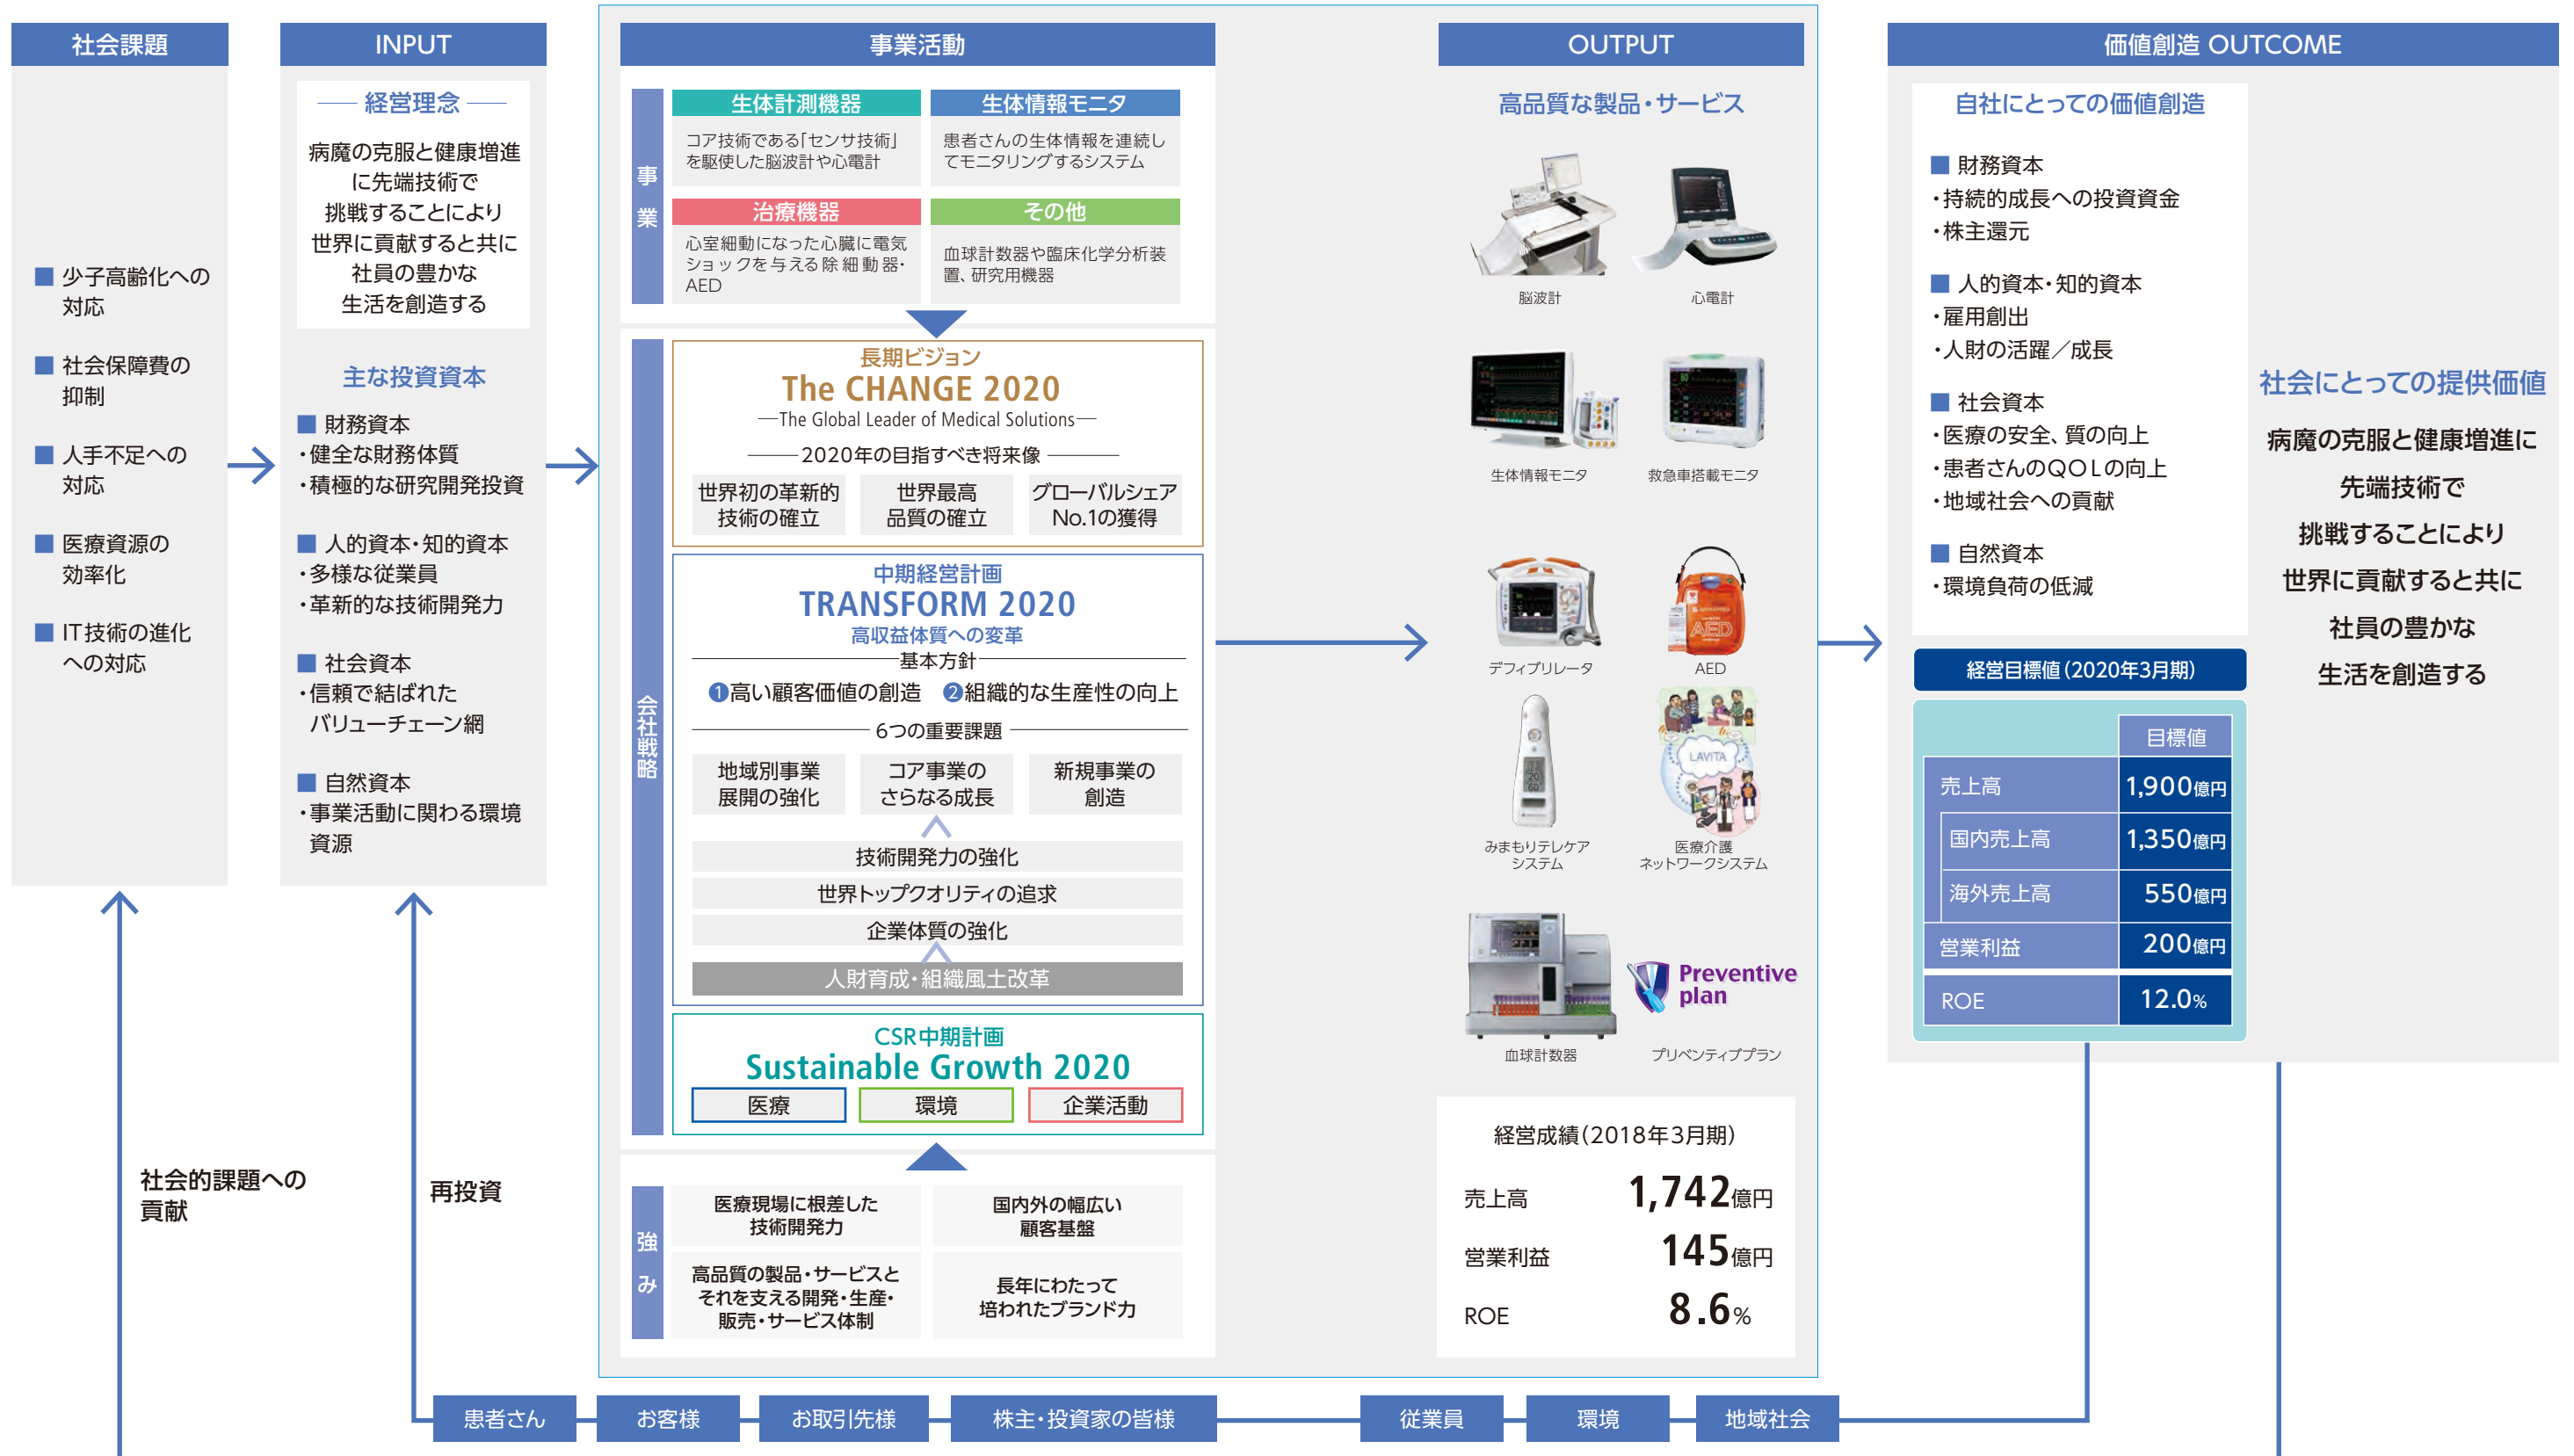 社会課題
少子高齢化への
対応
社会保障費の
抑制
人手不足への
対応
医療資源の
効率化
IT技術の進化
への対応
INPUT
経営理念
病魔の克服と健康増進
に先端技術で
挑戦することにより
世界に貢献すると共に
社員の豊かな
生活を創造する
主な投資資本
財務資本
・健全な財務体質
・積極的な研究開発投資
人的資本・知的資本
・多様な従業員
・革新的な技術開発力
社会資本
・信頼で結ばれた
バリューチェーン網
自然資本
・事業活動に関わる環境
資源
事業活動
事業
生体計測機器
コア技術である「センサ技術」
を駆使した脳波計や心電計
生体情報モニタ
患者さんの生体情報を連続し
てモニタリングするシステム
治療機器
心室細動になった心臓に電気
ショックを与える除細動器・
AED
その他
血球計数器や臨床化学分析装
置、研究用機器
会社戦略
長期ビジョン
The CHANGE 2020
―The Global Leader of Medical Solutions―
2020年の目指すべき将来像
世界初の革新的
技術の確立
世界最高
品質の確立
グローバルシェア
No.1の獲得
中期経営計画
TRANSFORM 2020
高収益体質への変革
基本方針
❶高い顧客価値の創造 ❷組織的な生産性の向上
6つの重要課題
地域別事業
展開の強化
コア事業の
さらなる成長
新規事業の
創造
技術開発力の強化
世界トップクオリティの追求
企業体質の強化
人財育成・組織風土改革
CSR中期計画
Sustainable Growth 2020
医療
環境
企業活動
強み
医療現場に根差した
技術開発力
国内外の幅広い
顧客基盤
高品質の製品・サービスと
それを支える開発・生産・
販売・サービス体制
長年にわたって
培われたブランド力
OUTPUT
高品質な製品・サービス
脳波計
心電計
生体情報モニタ
救急車搭載モニタ
デフィブリレータ
AED
AED
LAVITA
みまもりテレケア
システム
医療介護
ネットワークシステム
Preventive
plan
血球計数器
プリベンティブプラン
経営成績(2018年3月期)
売上高 1,742億円
営業利益 145億円
ROE 8.6%
価値創造 OUTCOME
自社にとっての価値創造
財務資本
・持続的成長への投資資金
・株主還元
人的資本・知的資本
・雇用創出
・人財の活躍／成長
社会資本
・医療の安全、質の向上
・患者さんのQOLの向上
・地域社会への貢献
自然資本
・環境負荷の低減
経営目標値(2020年3月期)
目標値
売上高 1,900億円
国内売上高 1,350億円
海外売上高 550億円
営業利益 200億円
ROE 12.0%
社会にとっての提供価値
病魔の克服と健康増進に
先端技術で
挑戦することにより
世界に貢献すると共に
社員の豊かな
生活を創造する
社会的課題への
貢献
再投資
患者さん
お客様
お取引先様
株主・投資家の皆様
従業員
環境
地域社会